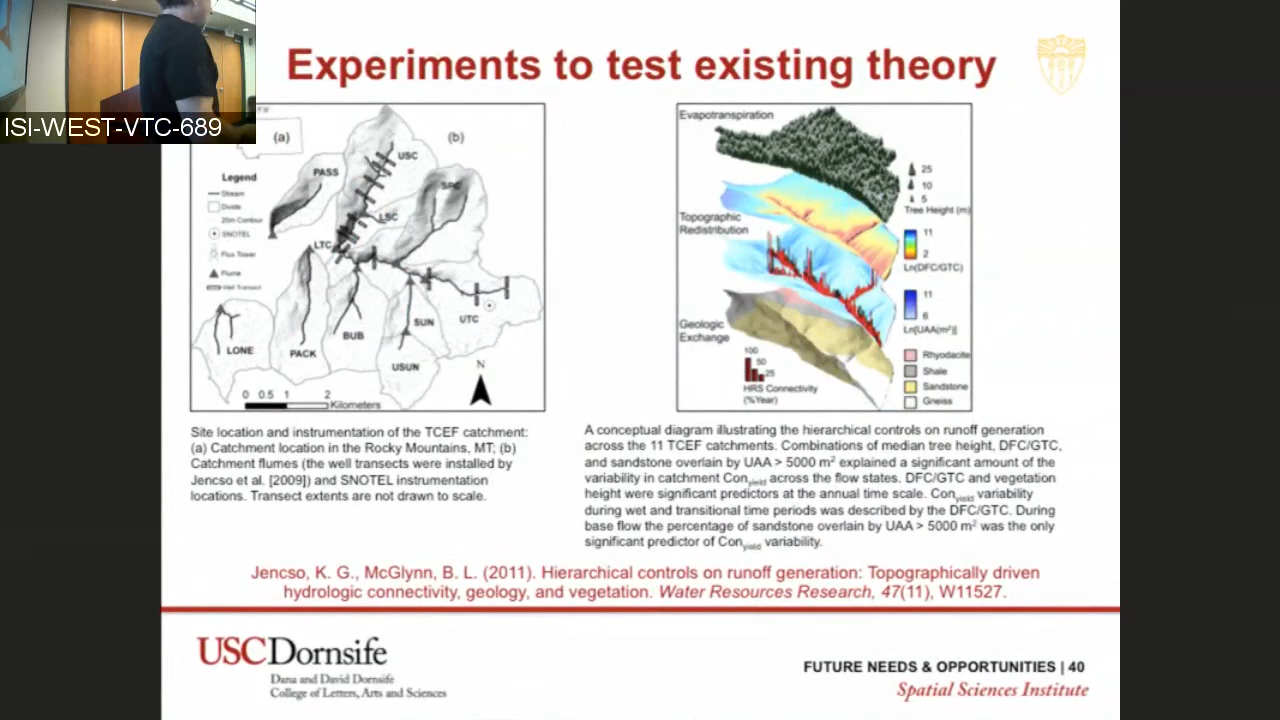 ISI-WEST-VTC-689
Experiments to test existing theory
(a)
(b)
Legend
Stream
Divide
20m Contour
SNOTEL
Flux Tower
Flume
Well Transect
PASS
USC
SPC
LSC
LTC
LONE
PACK
BUB
SUN
USUN
UTC
N
0 0.5 1 2
Kilometers
Evapotranspiration
25
10
5
Tree Height (m)
Topographic
Redistribution
11
2
Ln(DFC/GTC)
11
6
Ln[UAA(m²)]
Geologic
Exchange
100
50
25
HRS Connectivity
(%Year)
Rhyodacite
Shale
Sandstone
Gneiss
Site location and instrumentation of the TCEF catchment:
(a) Catchment location in the Rocky Mountains, MT; (b)
Catchment flumes (the well transects were installed by
Jencso et al. [2009]) and SNOTEL instrumentation
locations. Transect extents are not drawn to scale.
A conceptual diagram illustrating the hierarchical controls on runoff generation
across the 11 TCEF catchments. Combinations of median tree height, DFC/GTC,
and sandstone overlain by UAA > 5000 m² explained a significant amount of the
variability in catchment Conyield across the flow states. DFC/GTC and vegetation
height were significant predictors at the annual time scale. Conyield variability
during wet and transitional time periods was described by the DFC/GTC. During
base flow the percentage of sandstone overlain by UAA > 5000 m² was the only
significant predictor of Conyield variability.
Jencso, K. G., McGlynn, B. L. (2011). Hierarchical controls on runoff generation: Topographically driven
hydrologic connectivity, geology, and vegetation. Water Resources Research, 47(11), W11527.
USCDornsife
Dana and David Dornsife
College of Letters, Arts and Sciences
FUTURE NEEDS & OPPORTUNITIES | 40
Spatial Sciences Institute